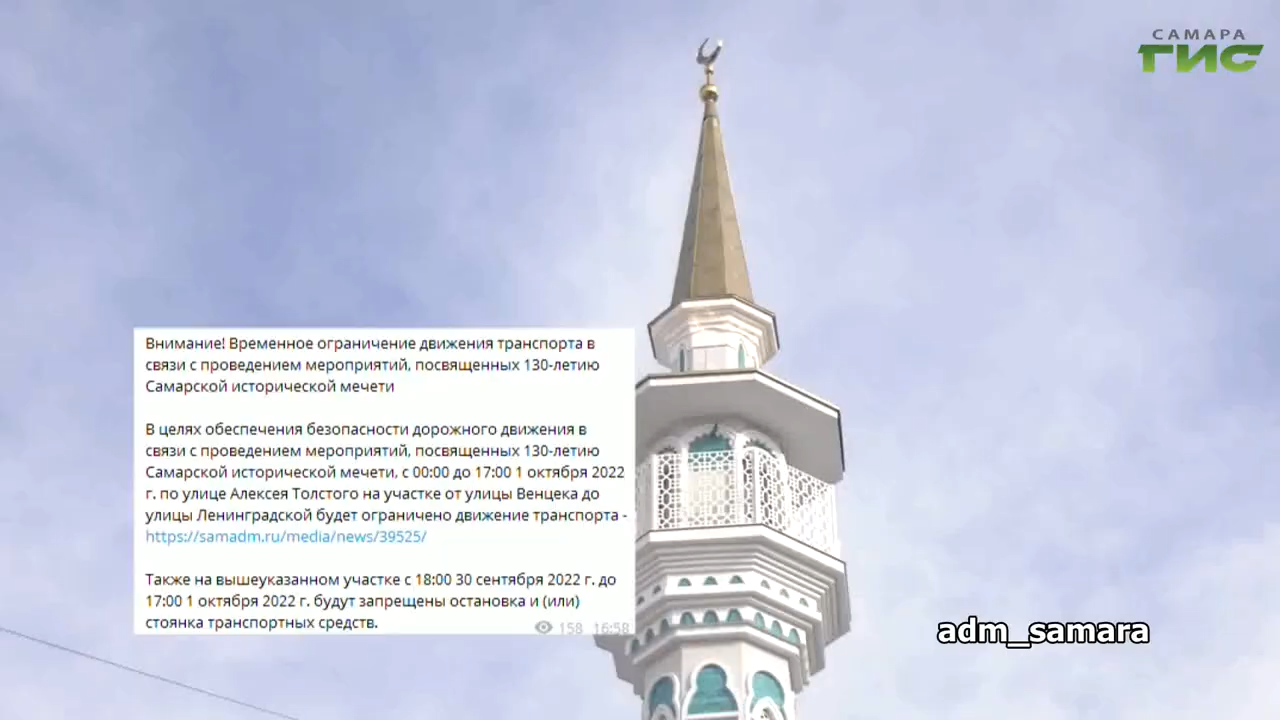 САМАРА
ГИС
Внимание! Временное ограничение движения транспорта в
связи с проведением мероприятий, посвященных 130-летию
Самарской исторической мечети
В целях обеспечения безопасности дорожного движения в
связи с проведением мероприятий, посвященных 130-летию
Самарской исторической мечети, с 00:00 до 17:00 1 октября 2022
г. по улице Алексея Толстого на участке от улицы Венцека до
улицы Ленинградской будет ограничено движение транспорта -
https://samadm.ru/media/news/39525/
Также на вышеуказанном участке с 18:00 30 сентября 2022 г. до
17:00 1 октября 2022 г. будут запрещены остановка и (или)
стоянка транспортных средств.
158 16:58
adm_samara